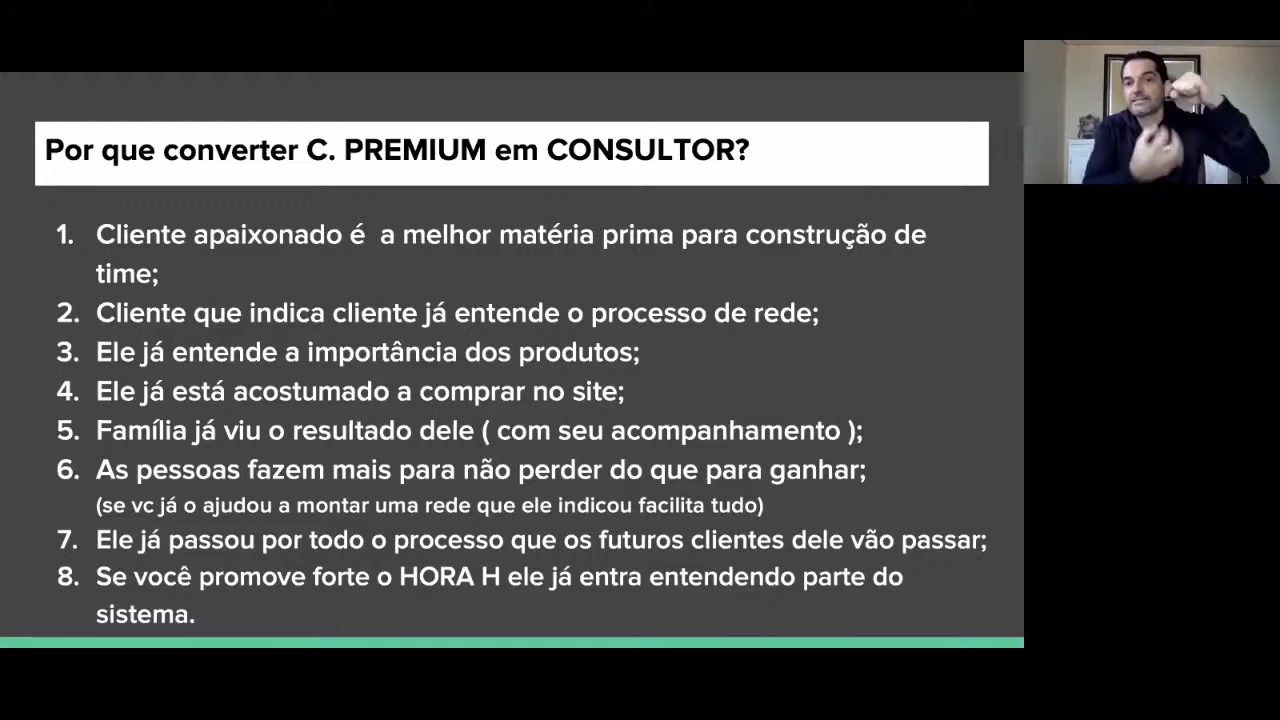 Por que converter C. PREMIUM em CONSULTOR?
1. Cliente apaixonado é  a melhor matéria prima para construção de
time;
2. Cliente que indica cliente já entende o processo de rede;
3. Ele já entende a importância dos produtos;
4. Ele já está acostumado a comprar no site;
5. Família já viu o resultado dele ( com seu acompanhamento );
6. As pessoas fazem mais para não perder do que para ganhar;
(se vc já o ajudou a montar uma rede que ele indicou facilita tudo)
7. Ele já passou por todo o processo que os futuros clientes dele vão passar;
8. Se você promove forte o HORA H ele já entra entendendo parte do
sistema.